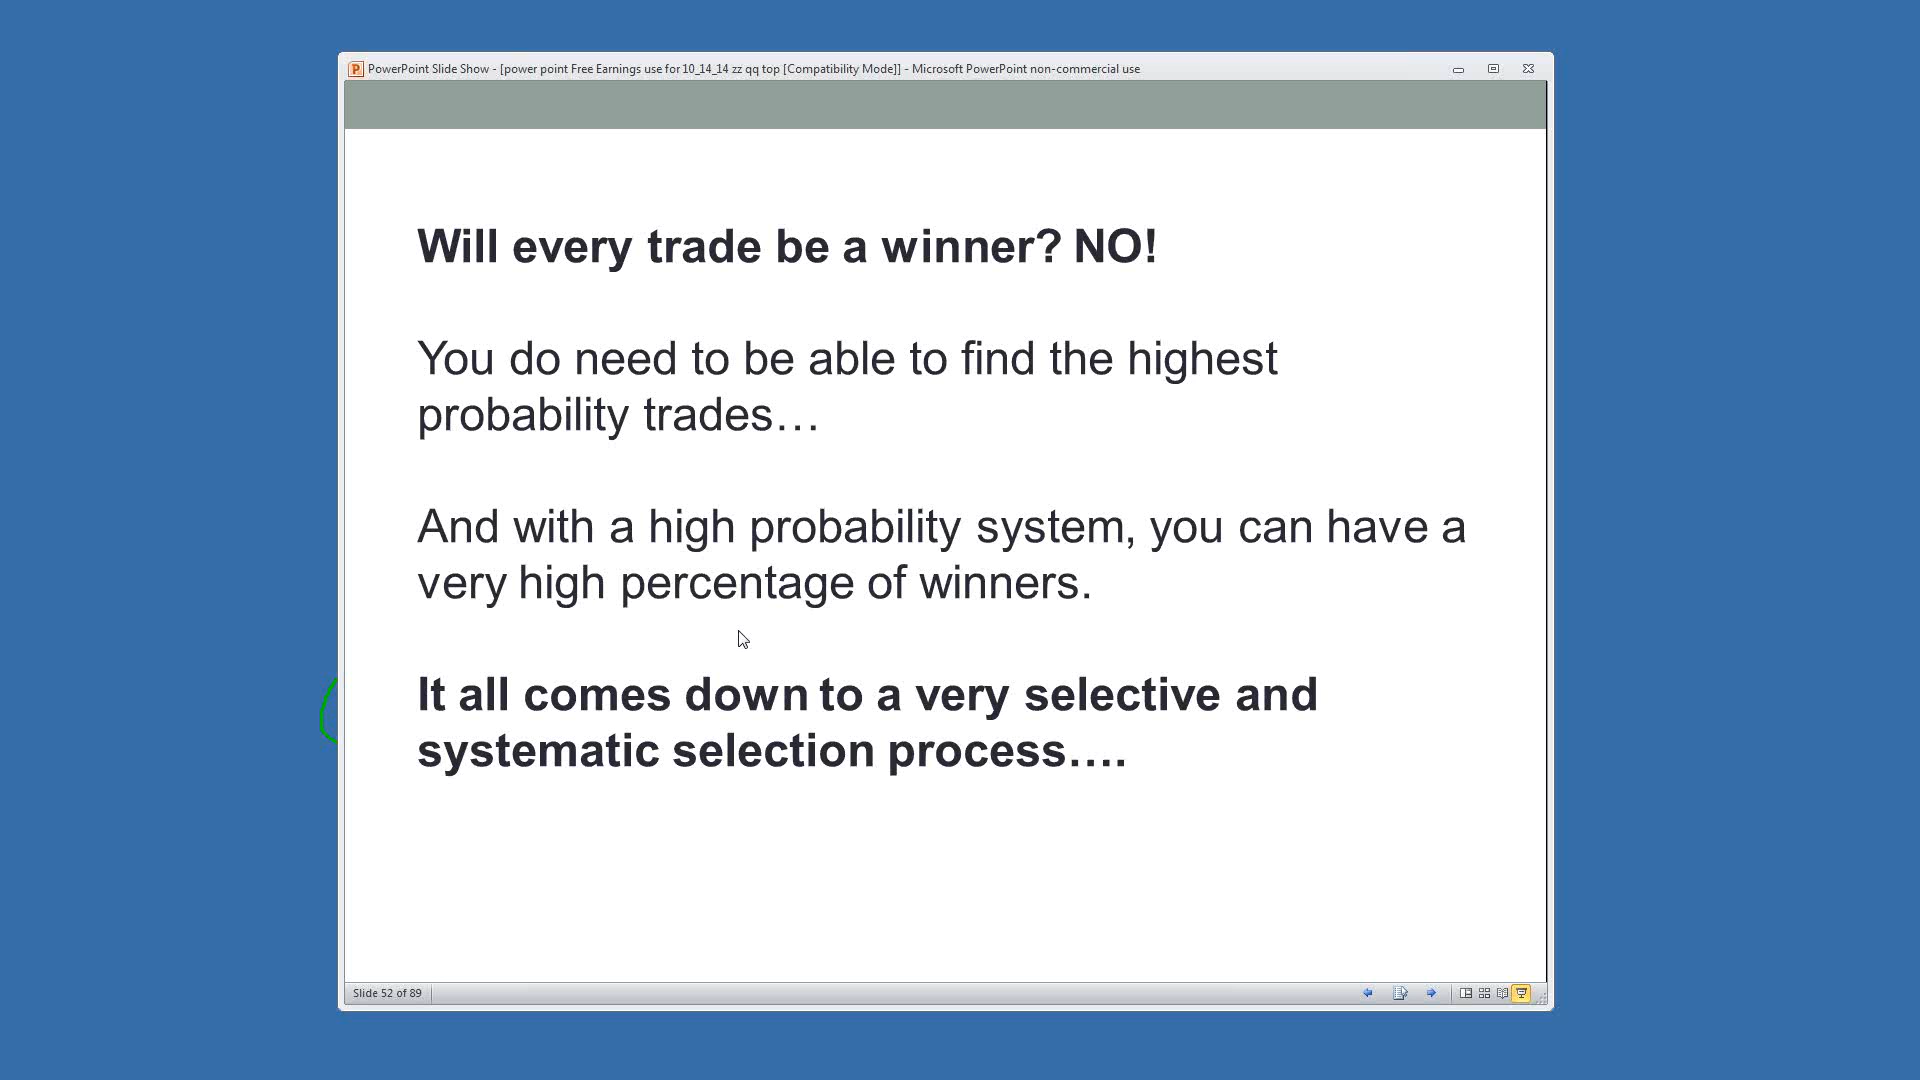 PowerPoint Slide Show - [power point Free Earnings use for 10_14_14 zz qq top [Compatibility Mode]] - Microsoft PowerPoint non-commercial use
Will every trade be a winner? NO!
You do need to be able to find the highest
probability trades…
And with a high probability system, you can have a
very high percentage of winners.
It all comes down to a very selective and
systematic selection process….
Slide 52 of 89